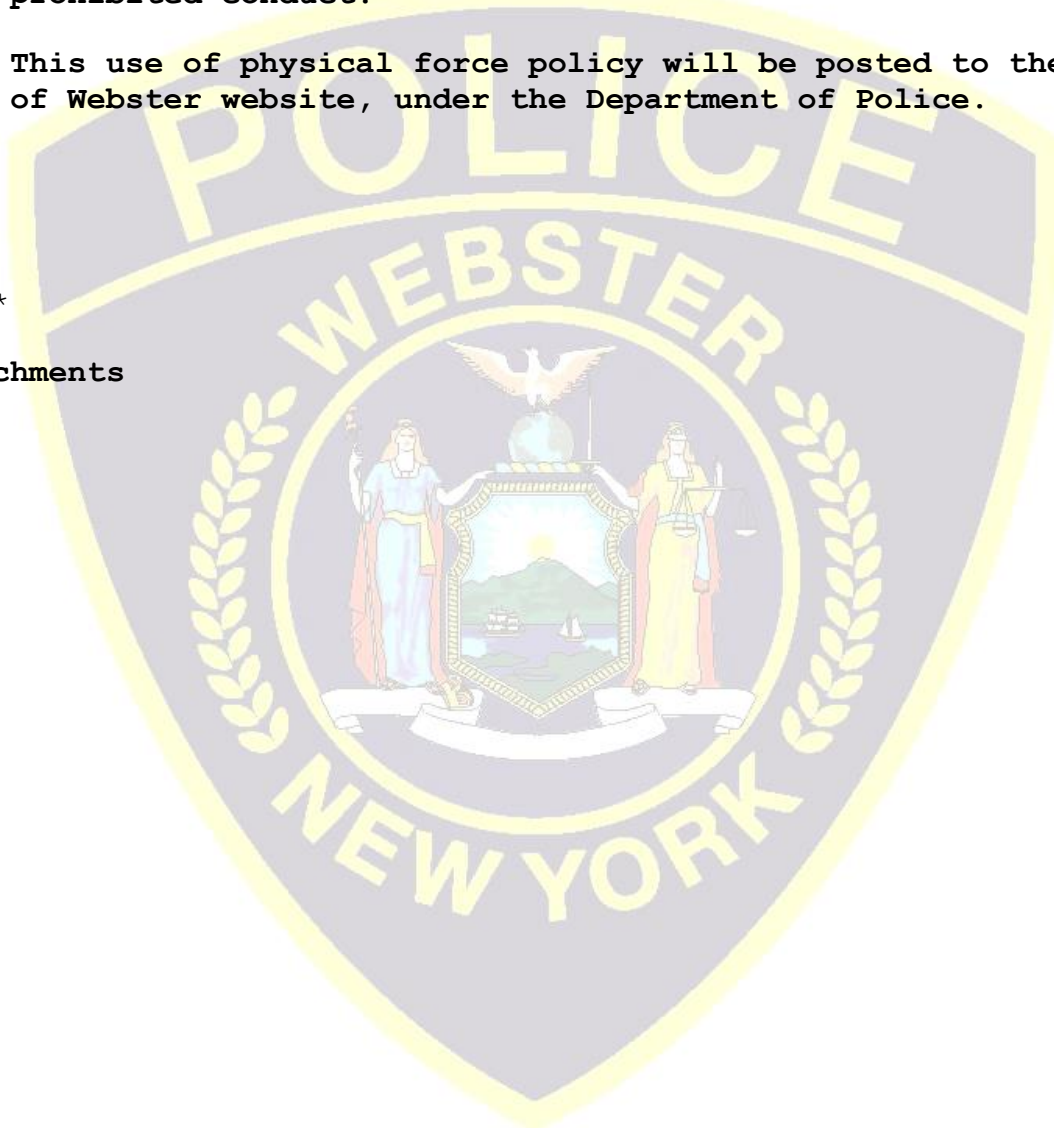 prohibited conduct.
This use of physical force policy will be posted to the
of Webster website, under the Department of Police.
POLICE
WEBSTER
*
chments
NEW YORK